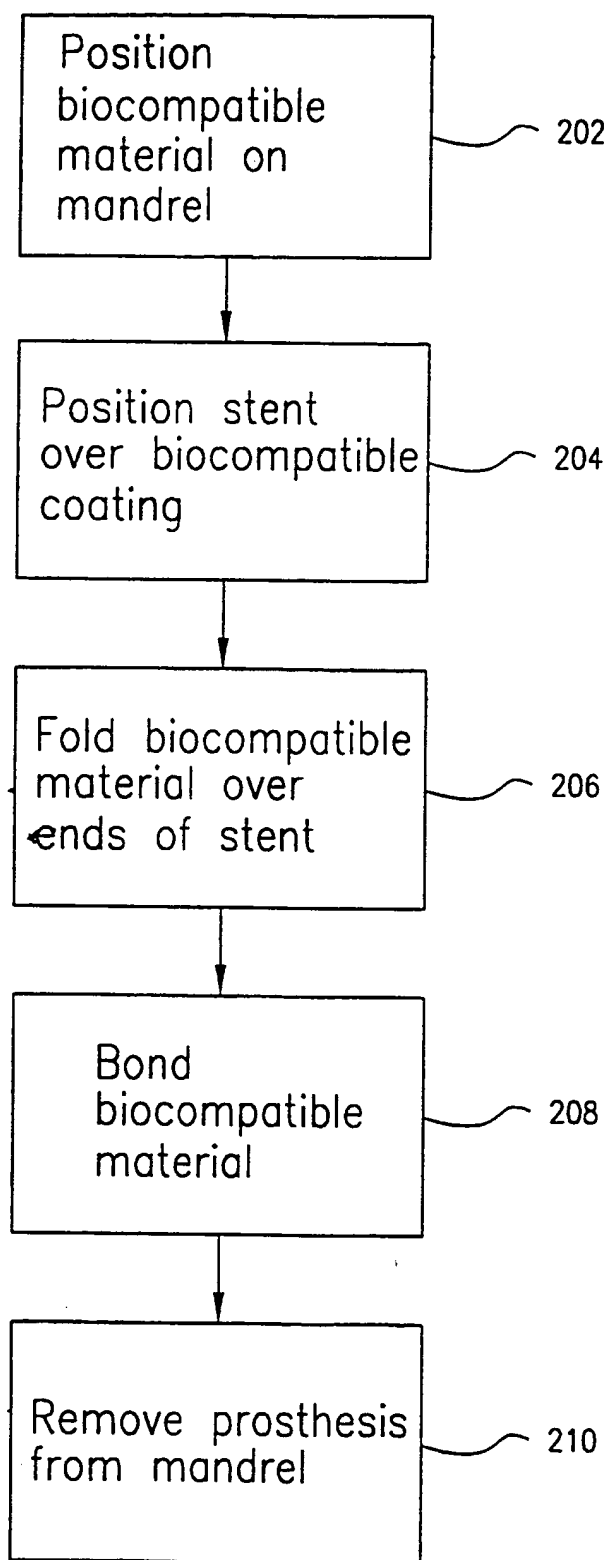 Position
biocompatible
material on
mandrel
202
Position stent
over biocompatible
coating
204
Fold biocompatible
material over
ends of stent
206
Bond
biocompatible
material
208
Remove prosthesis
from mandrel
210